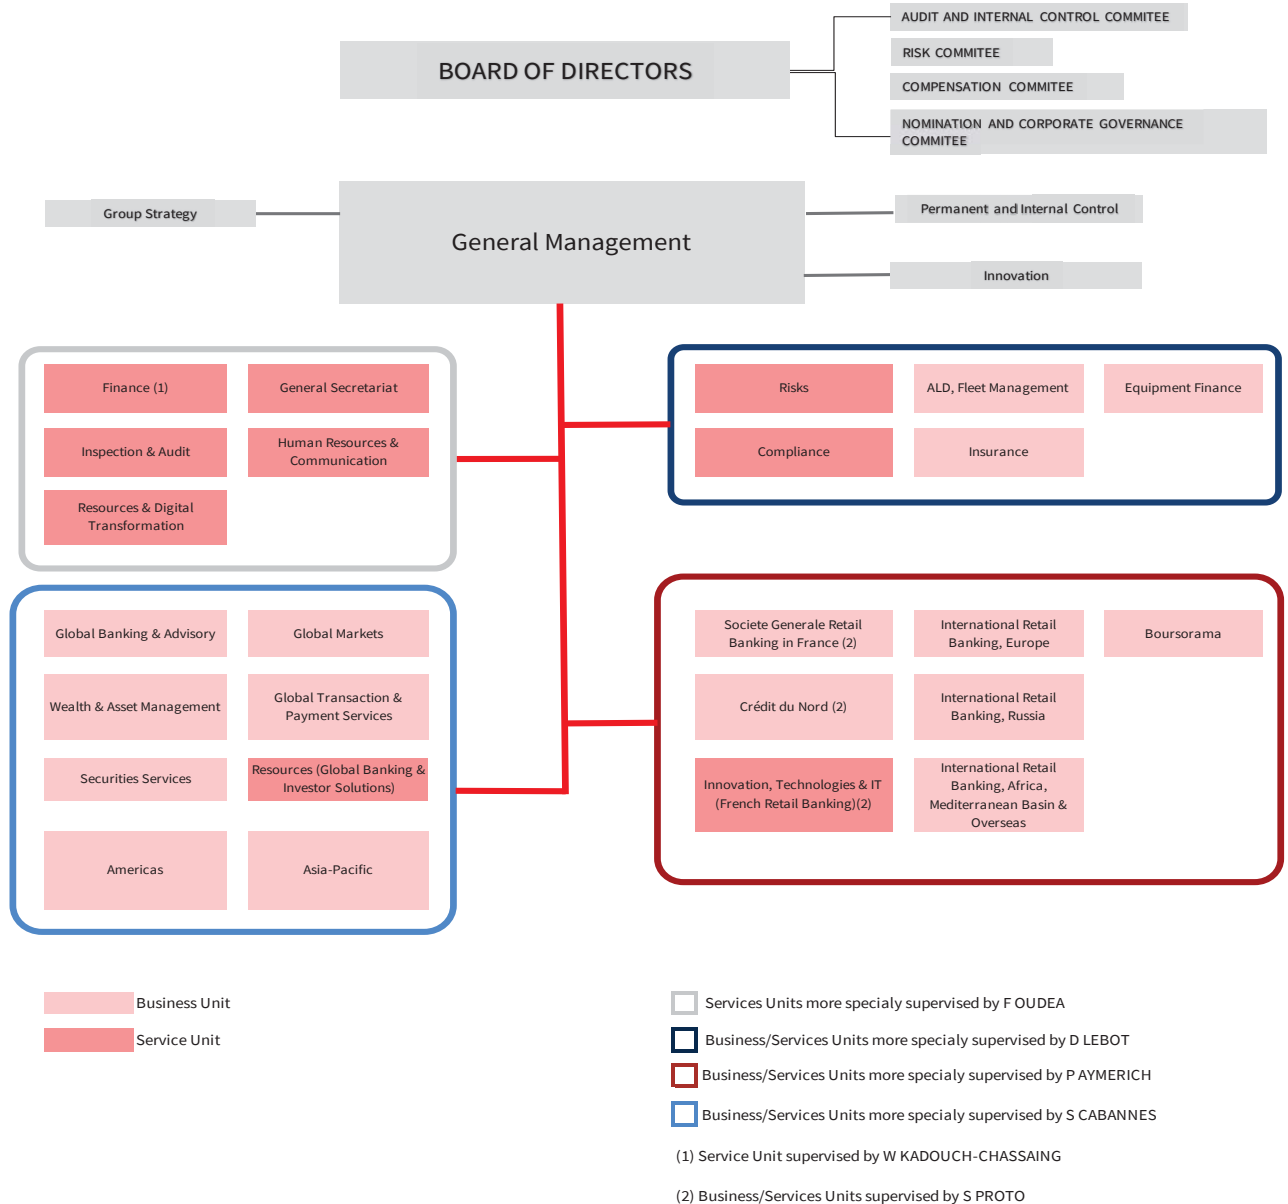 AUDIT AND INTERNAL CONTROL COMMITEE
BOARD OF DIRECTORS
RISK COMMITEE
COMPENSATION COMMITEE
NOMINATION AND CORPORATE GOVERNANCE
COMMITEE
Group Strategy
General Management
Permanent and Internal Control
Innovation
Finance (1)
General Secretariat
Inspection & Audit
Human Resources &
Communication
Resources & Digital
Transformation
Risks
ALD, Fleet Management
Equipment Finance
Compliance
Insurance
Global Banking & Advisory
Global Markets
Wealth & Asset Management
Global Transaction &
Payment Services
Securities Services
Resources (Global Banking &
Investor Solutions)
Americas
Asia-Pacific
Societe Generale Retail
Banking in France (2)
International Retail
Banking, Europe
Boursorama
Crédit du Nord (2)
International Retail
Banking, Russia
Innovation, Technologies & IT
(French Retail Banking)(2)
International Retail
Banking, Africa,
Mediterranean Basin &
Overseas
Business Unit
Service Unit
Services Units more specialy supervised by F OUDEA
Business/Services Units more specialy supervised by D LEBOT
Business/Services Units more specialy supervised by P AYMERICH
Business/Services Units more specialy supervised by S CABANNES
(1) Service Unit supervised by W KADOUCH-CHASSAING
(2) Business/Services Units supervised by S PROTO